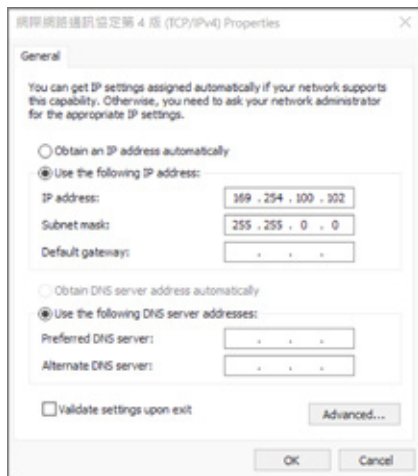 網際網路通訊協定第 4 版 (TCP/IPv4) Properties
General
You can get IP settings assigned automatically if your network supports
this capability. Otherwise, you need to ask your network administrator
for the appropriate IP settings.
Obtain an IP address automatically
Use the following IP address:
IP address: 169 . 254 . 100 . 102
Subnet mask: 255 . 255 . 0 . 0
Default gateway: . . .
Obtain DNS server address automatically
Use the following DNS server addresses:
Preferred DNS server: . . .
Alternate DNS server: . . .
Validate settings upon exit
Advanced...
OK Cancel